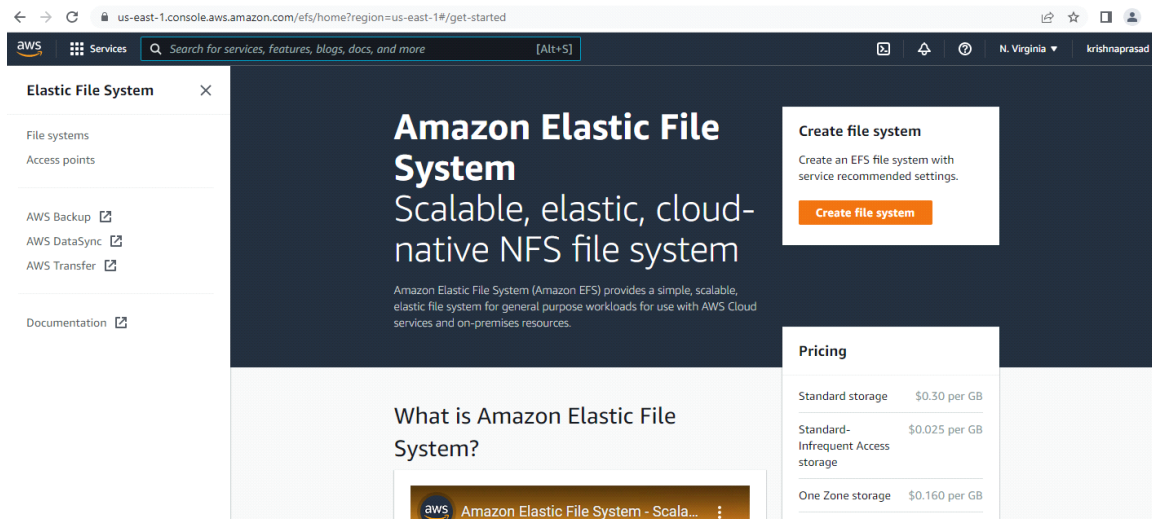 us-east-1.console.aws.amazon.com/efs/home?region=us-east-1#/get-started
aws
Services
Search for services, features, blogs, docs, and more
[Alt+S]
N. Virginia
krishnaprasad
Elastic File System
File systems
Access points
AWS Backup
AWS DataSync
AWS Transfer
Documentation
Amazon Elastic File
System
Scalable, elastic, cloud-
native NFS file system
Amazon Elastic File System (Amazon EFS) provides a simple, scalable,
elastic file system for general purpose workloads for use with AWS Cloud
services and on-premises resources.
Create file system
Create an EFS file system with
service recommended settings.
Create file system
Pricing
Standard storage $0.30 per GB
Standard- $0.025 per GB
Infrequent Access
storage
One Zone storage $0.160 per GB
What is Amazon Elastic File
System?
aws
Amazon Elastic File System - Scala...